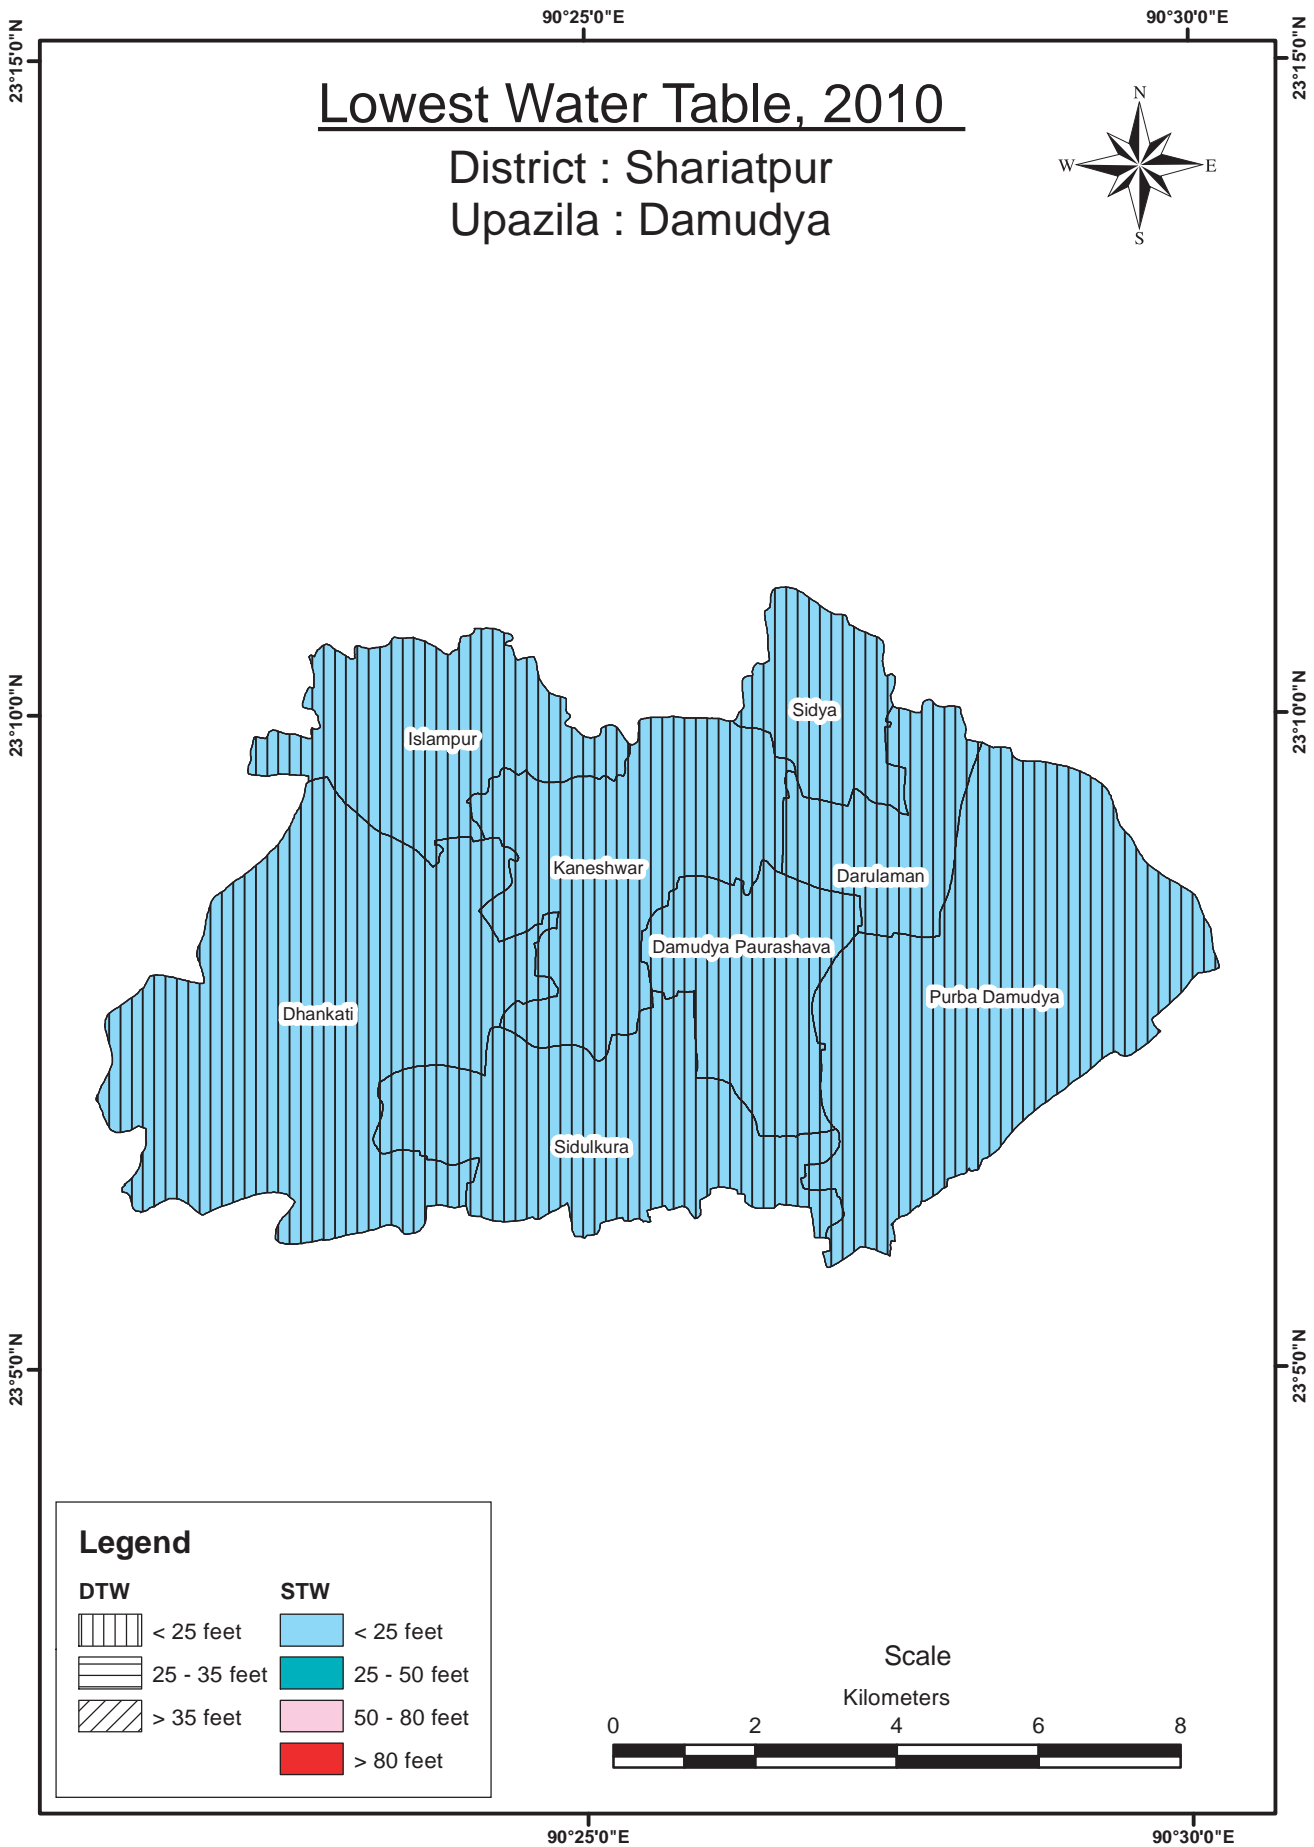 90°25'0"E 90°30'0"E
23°15'0"N 23°15'0"N
Lowest Water Table, 2010
District : Shariatpur
Upazila : Damudya
N
W E
S
23°10'0"N 23°10'0"N
Sidya
Islampur
Kaneshwar
Darulaman
Damudya Paurashava
Purba Damudya
Dhankati
Sidulkura
23°5'0"N 23°5'0"N
Legend
DTW STW
< 25 feet < 25 feet
25 - 35 feet 25 - 50 feet
> 35 feet 50 - 80 feet
> 80 feet
Scale
Kilometers
0 2 4 6 8
90°25'0"E 90°30'0"E